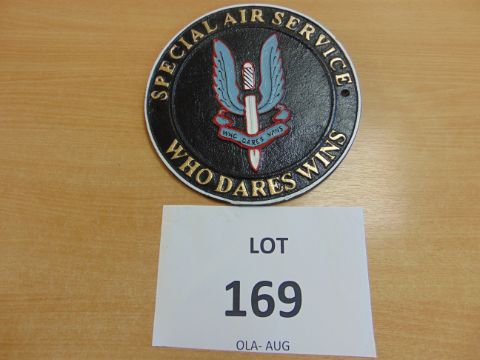 SPECIAL AIR SERVICE
WHO DARES WINS
WHO DARES WINS
LOT
169
OLA- AUG